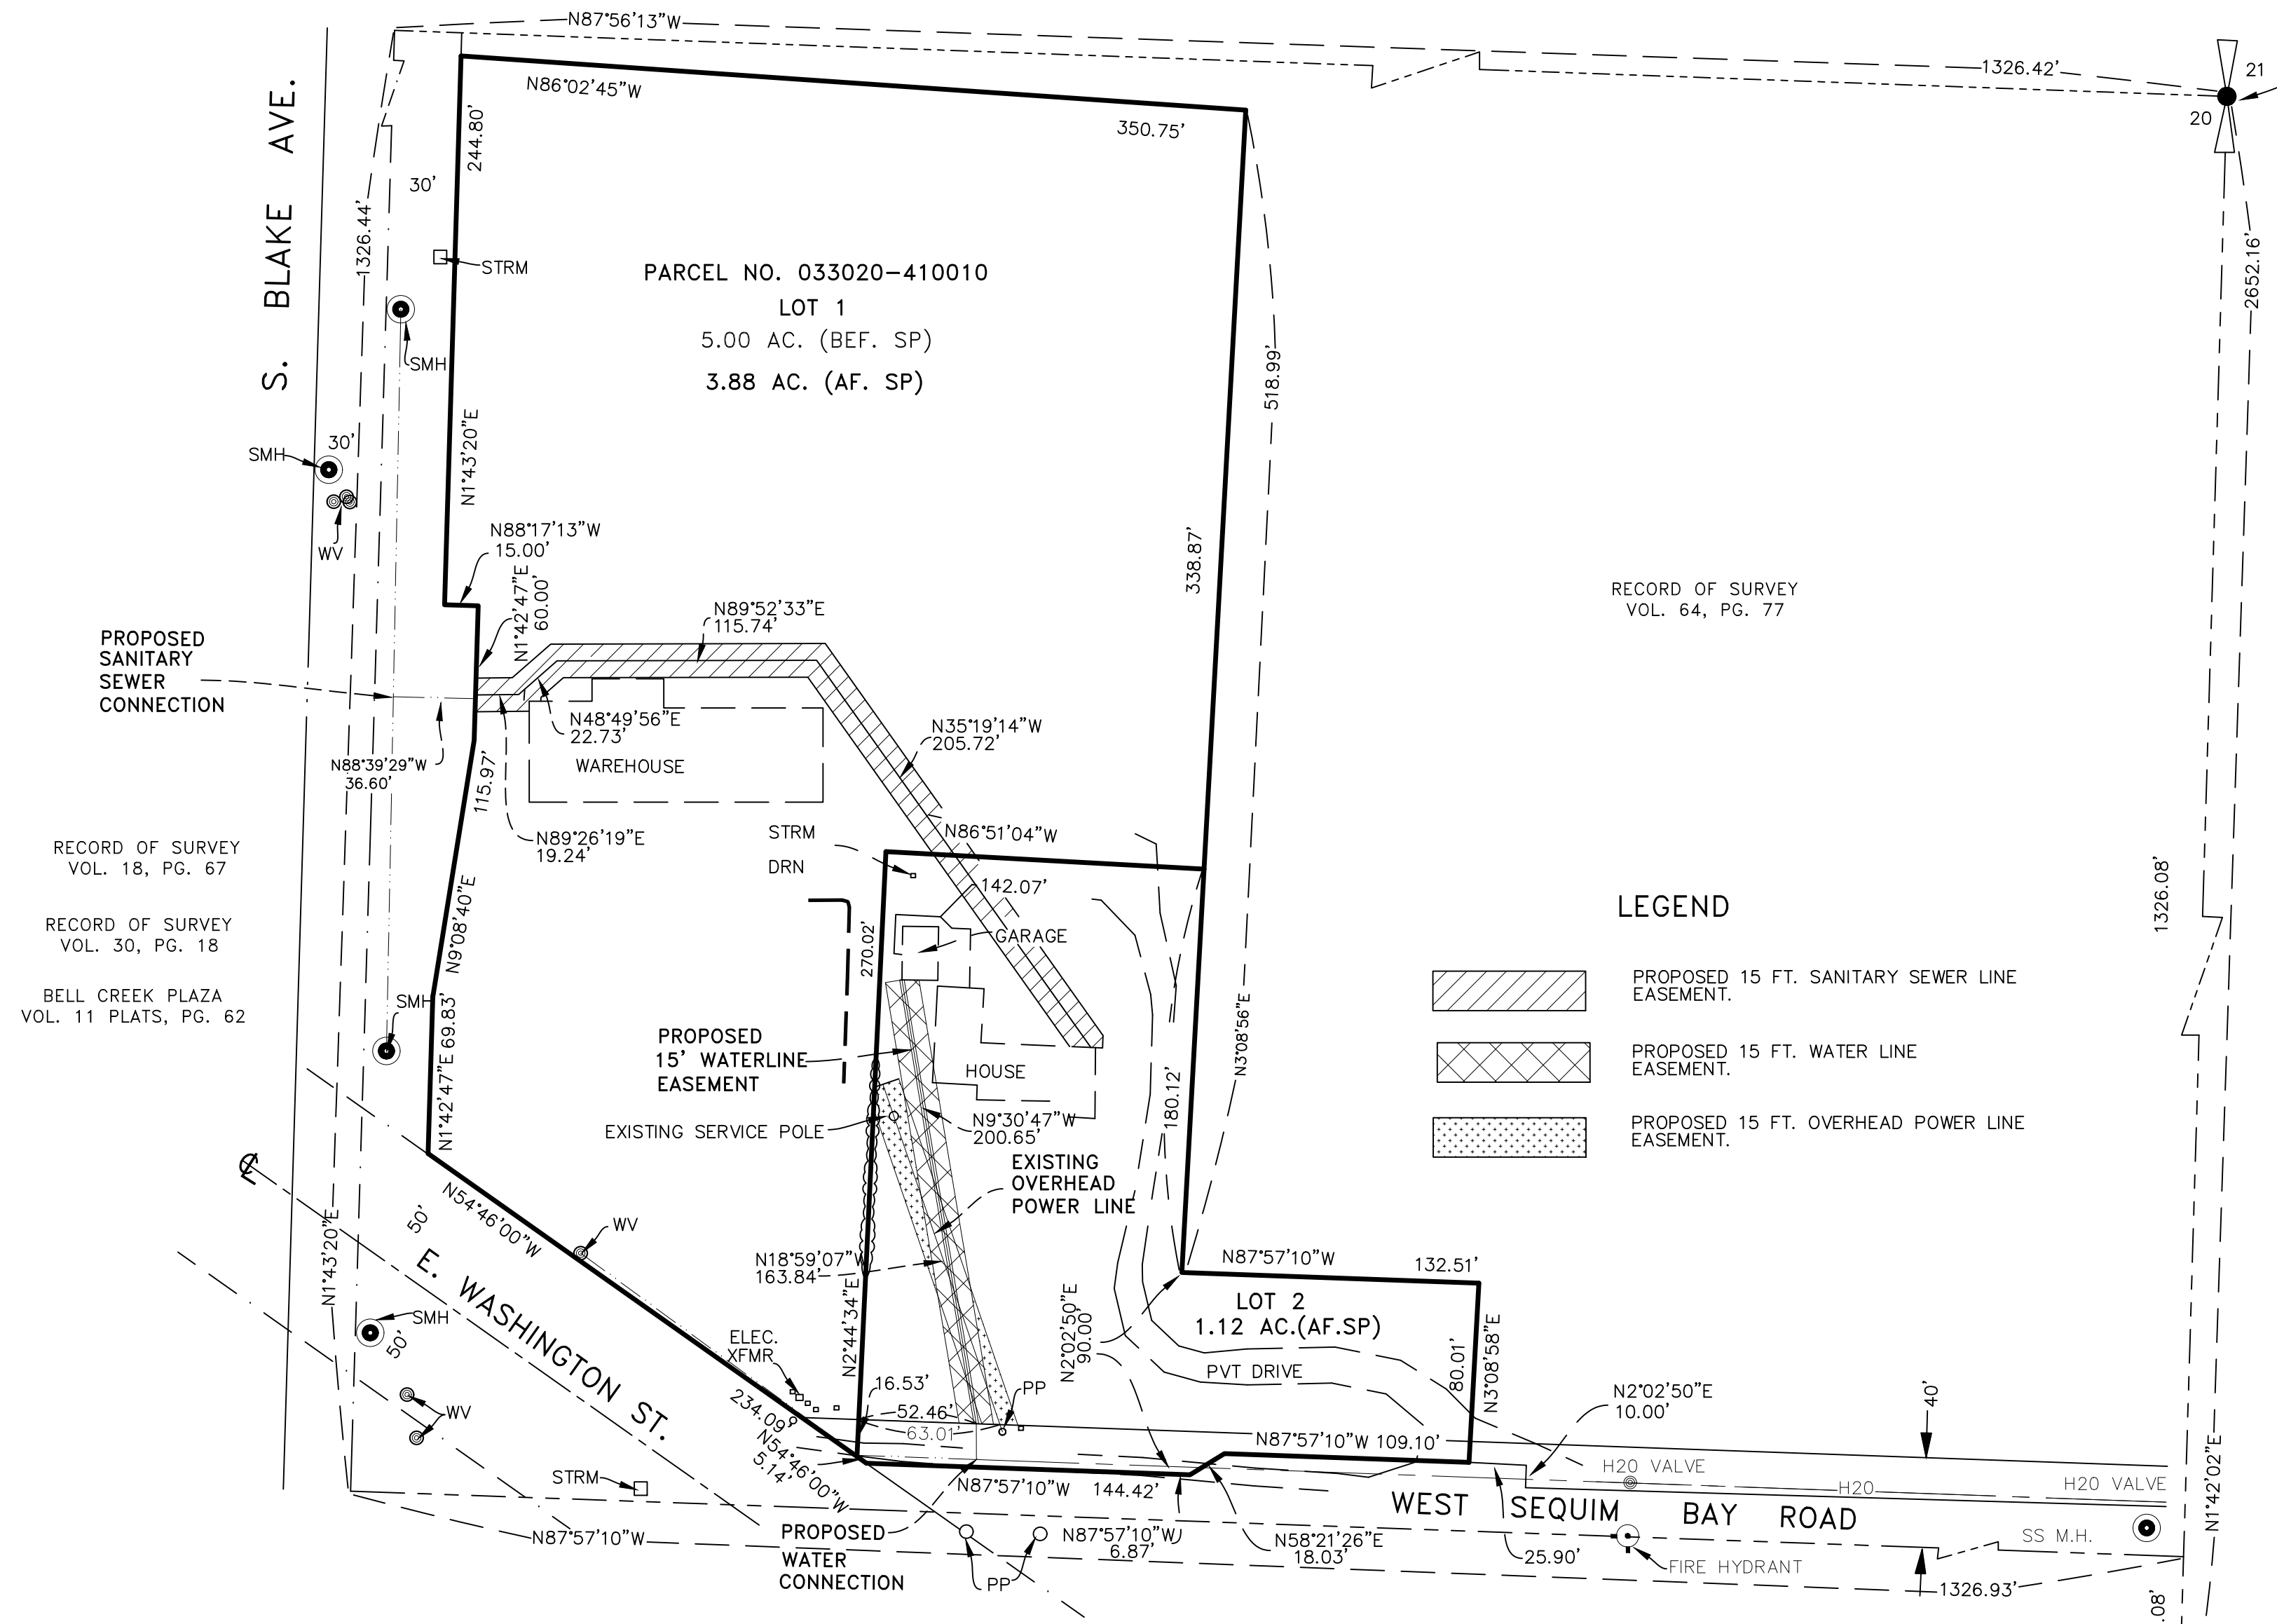 N87°56'13"W
1326.42'
21
20
N86°02'45"W
350.75'
244.80'
30'
1326.44'
S. BLAKE AVE.
STRM
SMH
PARCEL NO. 033020-410010
LOT 1
5.00 AC. (BEF. SP)
3.88 AC. (AF. SP)
518.99'
2652.16'
30'
SMH
WV
N1°43'20"E
N88°17'13"W
15.00'
N1°42'47"E
60.00'
338.87'
RECORD OF SURVEY
VOL. 64, PG. 77
PROPOSED
SANITARY
SEWER
CONNECTION
N89°52'33"E
115.74'
N48°49'56"E
22.73'
WAREHOUSE
N35°19'14"W
205.72'
N88°39'29"W
36.60'
115.97'
N89°26'19"E
19.24'
STRM
DRN
N86°51'04"W
142.07'
RECORD OF SURVEY
VOL. 18, PG. 67
RECORD OF SURVEY
VOL. 30, PG. 18
BELL CREEK PLAZA
VOL. 11 PLATS, PG. 62
N9°08'40"E
SMH
N1°42'47"E 69.83'
270.02'
GARAGE
HOUSE
PROPOSED
15' WATERLINE
EASEMENT
EXISTING SERVICE POLE
N9°30'47"W
200.65'
EXISTING
OVERHEAD
POWER LINE
180.12'
N3°08'56"E
1326.08'
LEGEND
PROPOSED 15 FT. SANITARY SEWER LINE
EASEMENT.
PROPOSED 15 FT. WATER LINE
EASEMENT.
PROPOSED 15 FT. OVERHEAD POWER LINE
EASEMENT.
N54°46'00"W
50'
WV
E. WASHINGTON ST.
N1°43'20"E
SMH
50'
WV
STRM
N18°59'07"W
163.84'
N2°44'34"E
ELEC.
XFMR
234.09'
16.53'
52.46'
63.01'
PP
N54°46'00"W
5.14'
N2°02'50"E
90.00'
N87°57'10"W
132.51'
LOT 2
1.12 AC.(AF.SP)
PVT DRIVE
80.01'
N3°08'58"E
N2°02'50"E
10.00'
40'
N87°57'10"W 109.10'
H20 VALVE
H20
H20 VALVE
N87°57'10"W 144.42'
WEST SEQUIM BAY ROAD
N87°57'10"W
PROPOSED
WATER
CONNECTION
PP
N87°57'10"W
6.87'
N58°21'26"E
18.03'
25.90'
FIRE HYDRANT
SS M.H.
1326.93'
N1°42'02"E
.08'